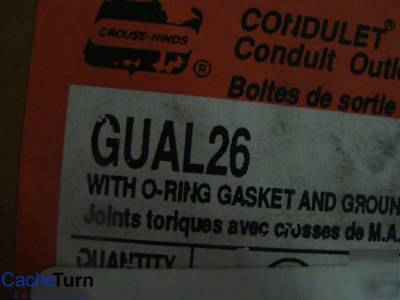 CROUSE-HINDS
®
CONDULET®
Conduit Outle
Boîtes de sortie
GUAL26
WITH O-RING GASKET AND GROUN
Joints toriques avec crosses de M.A.
QUANTITY
CacheTurn